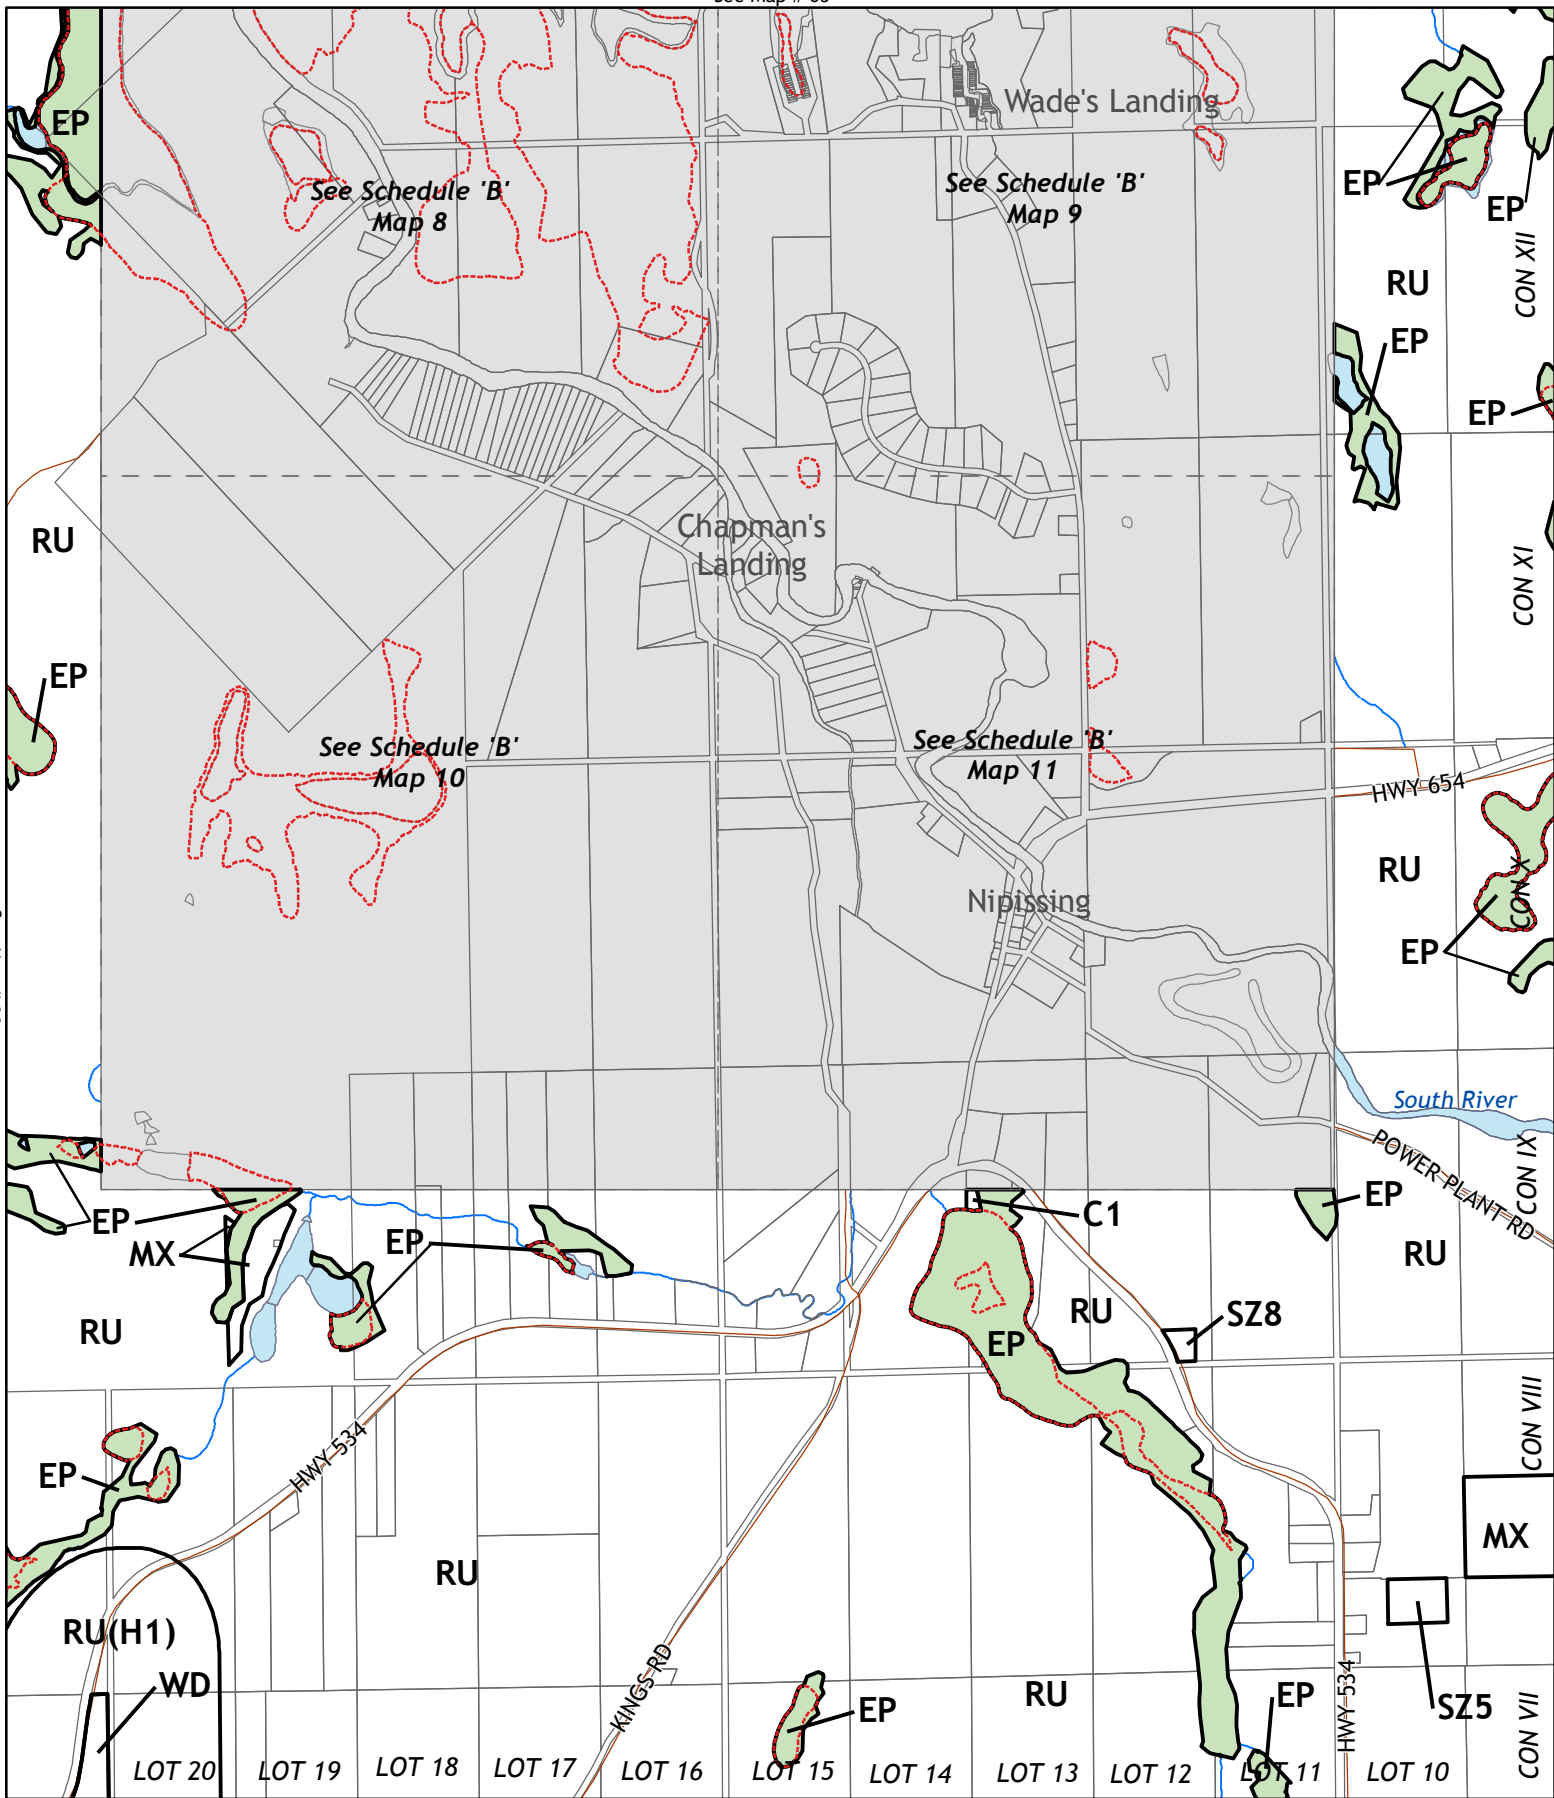 EP
Wade's Landing
See Schedule 'B'
Map 8
See Schedule 'B'
Map 9
EP
EP
CON XII
RU
EP
EP
RU
Chapman's
Landing
CON XI
EP
See Schedule 'B'
Map 10
See Schedule 'B'
Map 11
HWY 654
RU
CON X
Nipissing
EP
South River
POWER PLANT RD
CON IX
EP
EP
C1
MX
EP
RU
RU
SZ8
RU
EP
CON VIII
HWY 534
EP
MX
RU
RU(H1)
KINGS RD
WD
EP
RU
EP
HWY 534
SZ5
CON VII
LOT 20
LOT 19
LOT 18
LOT 17
LOT 16
LOT 15
LOT 14
LOT 13
LOT 12
LOT 11
LOT 10